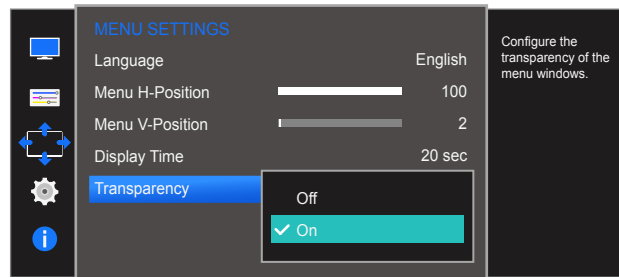 MENU SETTINGS
Language English
Menu H-Position 100
Menu V-Position 2
Display Time 20 sec
Transparency
Off
On
Configure the
transparency of the
menu windows.
i